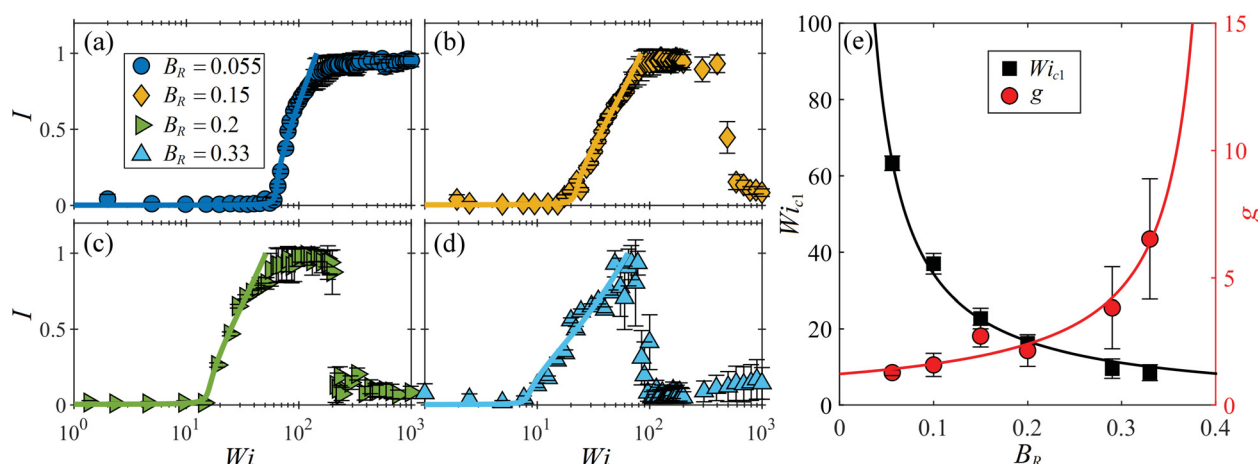 (a)
1
I
0.5
0
B_R = 0.055
B_R = 0.15
B_R = 0.2
B_R = 0.33
(b)
(c)
1
I
0.5
0
10^0 10^1 10^2 10^3
Wi
(d)
10^1 10^2 10^3
Wi
(e)
100
80
60
40
20
0
Wi_c1
Wi_c1
g
15
10
5
0
g
0 0.1 0.2 0.3 0.4
B_R